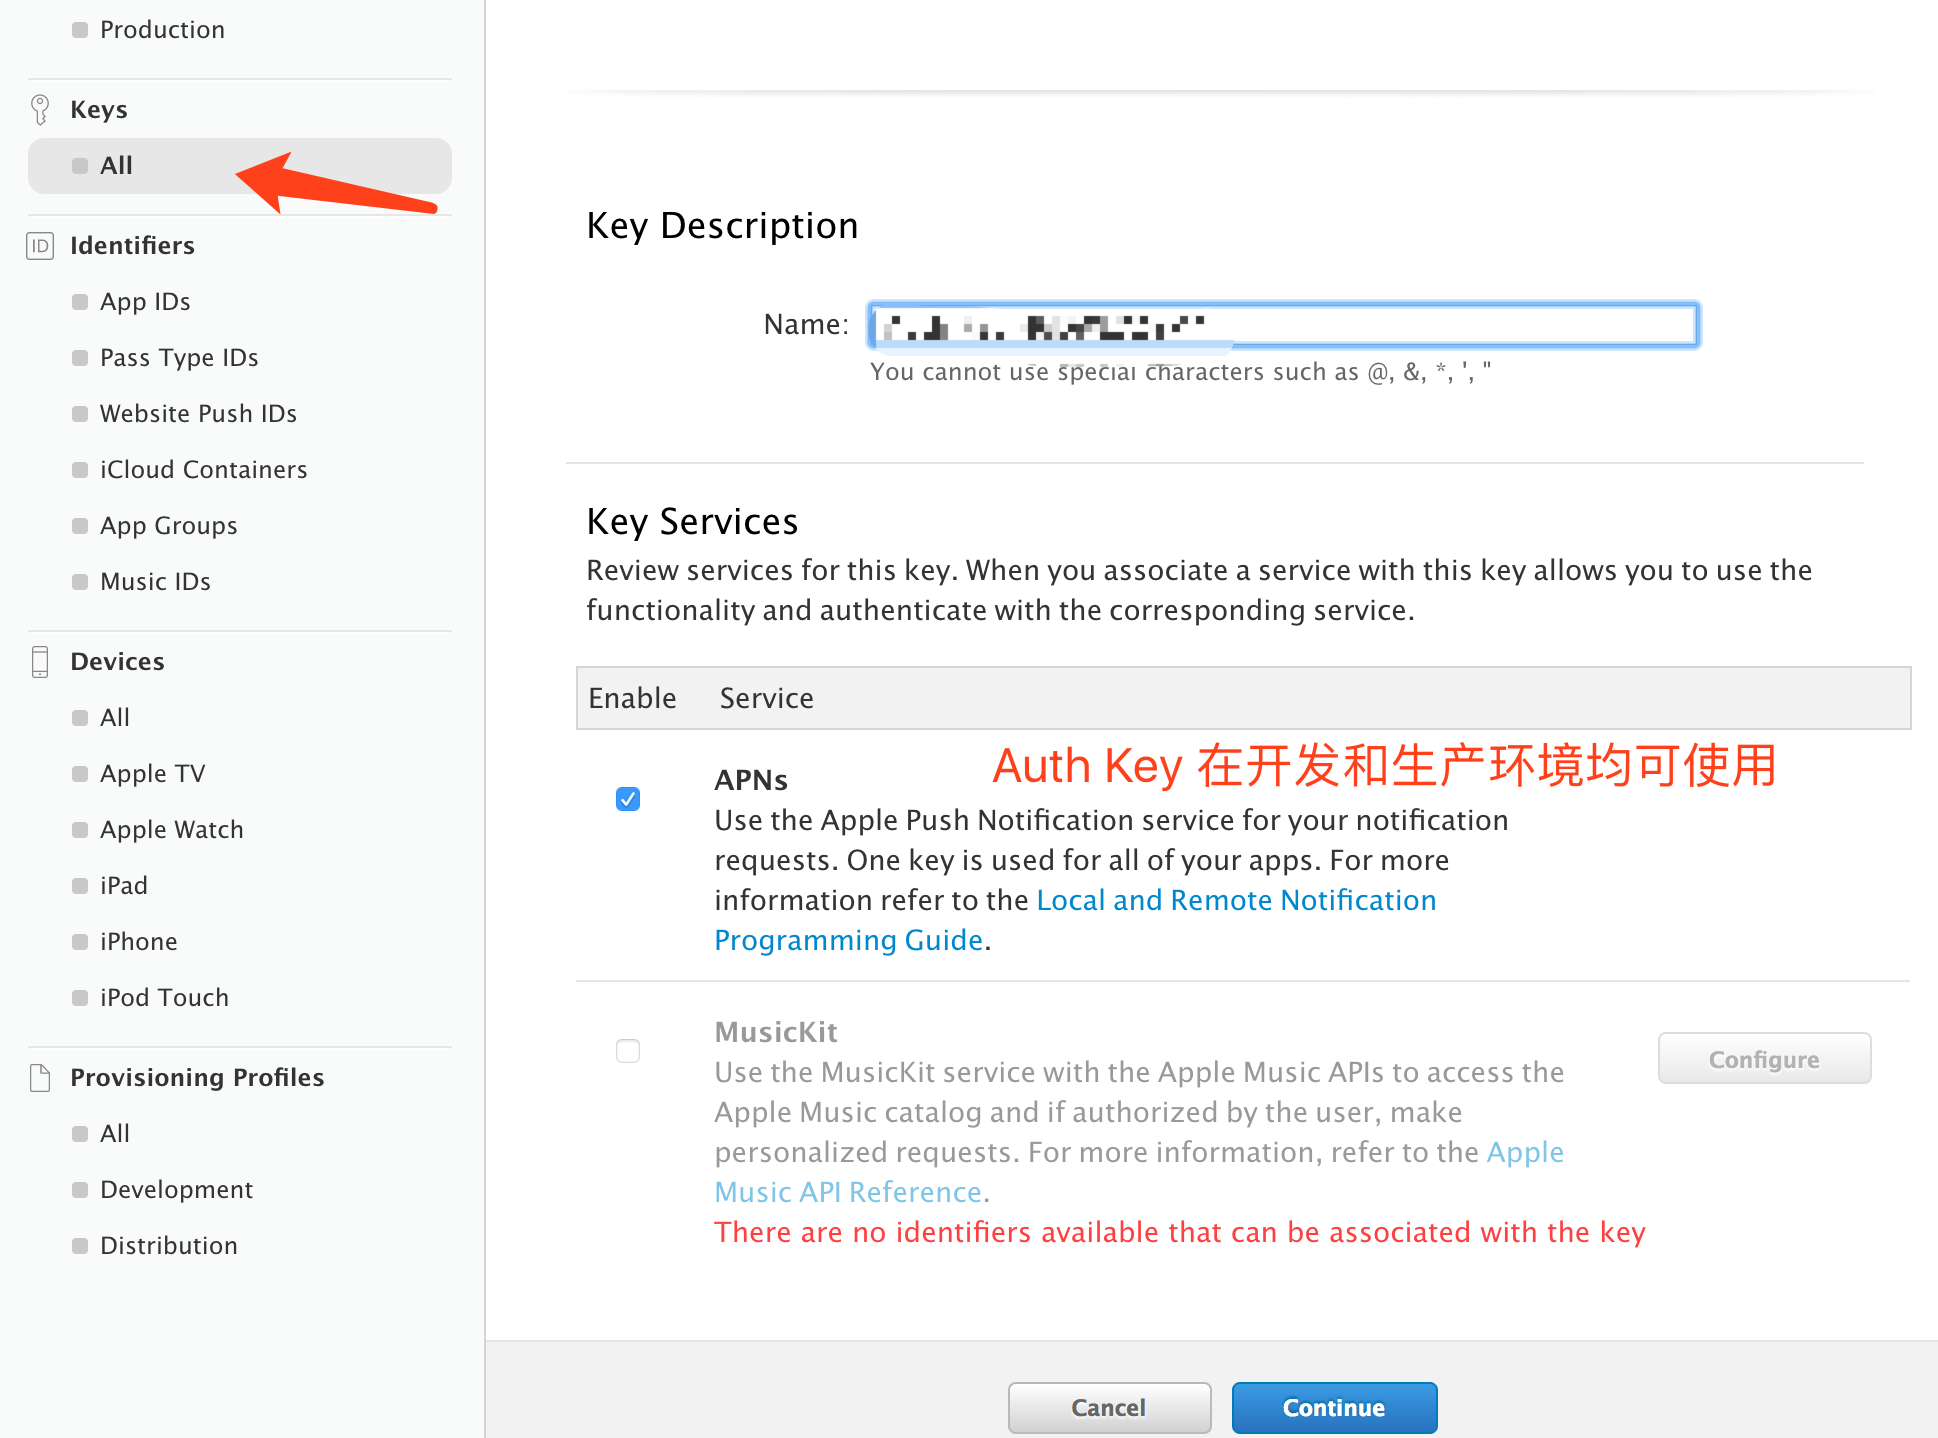 Production
Keys
All
ID
Identifiers
App IDs
Pass Type IDs
Website Push IDs
iCloud Containers
App Groups
Music IDs
Devices
All
Apple TV
Apple Watch
iPad
iPhone
iPod Touch
Provisioning Profiles
All
Development
Distribution
Key Description
Name:
You cannot use special characters such as @, &, *, ', "
Key Services
Review services for this key. When you associate a service with this key allows you to use the
functionality and authenticate with the corresponding service.
Enable Service
Auth Key 在开发和生产环境均可使用
APNs
Use the Apple Push Notification service for your notification
requests. One key is used for all of your apps. For more
information refer to the Local and Remote Notification
Programming Guide.
MusicKit
Configure
Use the MusicKit service with the Apple Music APIs to access the
Apple Music catalog and if authorized by the user, make
personalized requests. For more information, refer to the Apple
Music API Reference.
There are no identifiers available that can be associated with the key
Cancel
Continue